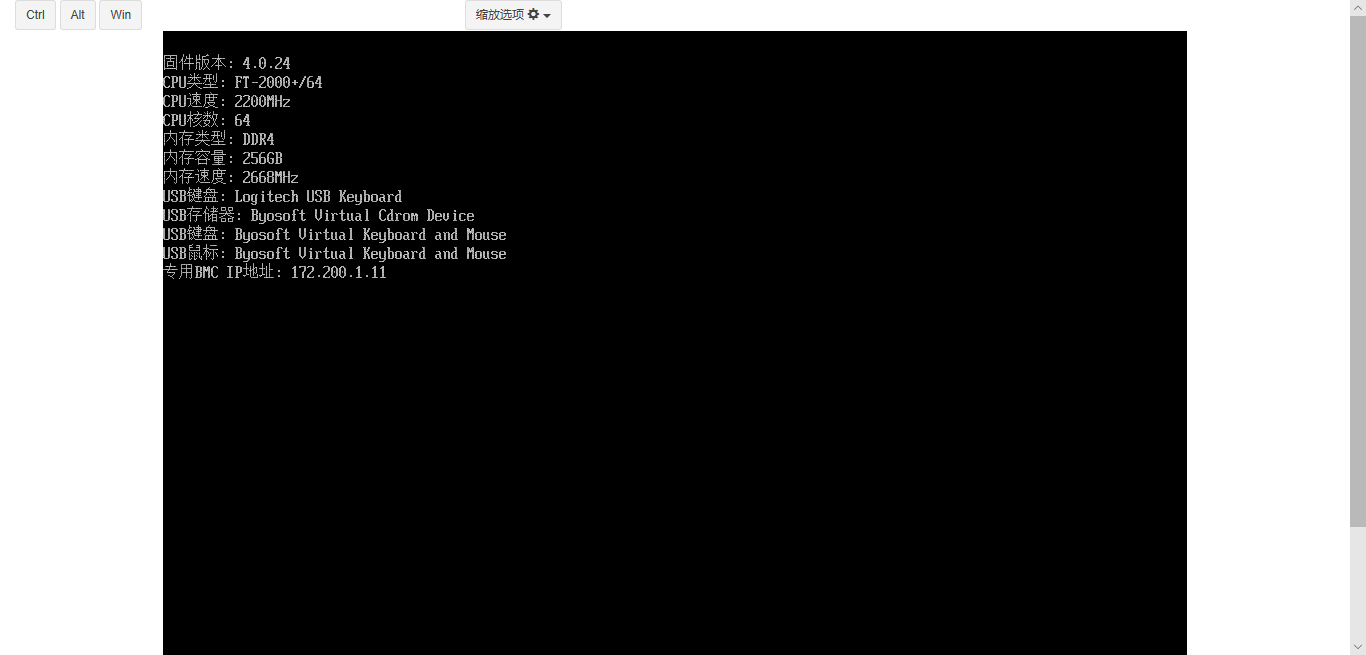 Ctrl Alt Win 缩放选项
固件版本: 4.0.24
CPU类型: FT-2000+/64
CPU速度: 2200MHz
CPU核数: 64
内存类型: DDR4
内存容量: 256GB
内存速度: 2668MHz
USB键盘: Logitech USB Keyboard
USB存储器: Byosoft Virtual Cdrom Device
USB键盘: Byosoft Virtual Keyboard and Mouse
USB鼠标: Byosoft Virtual Keyboard and Mouse
专用BMC IP地址: 172.200.1.11